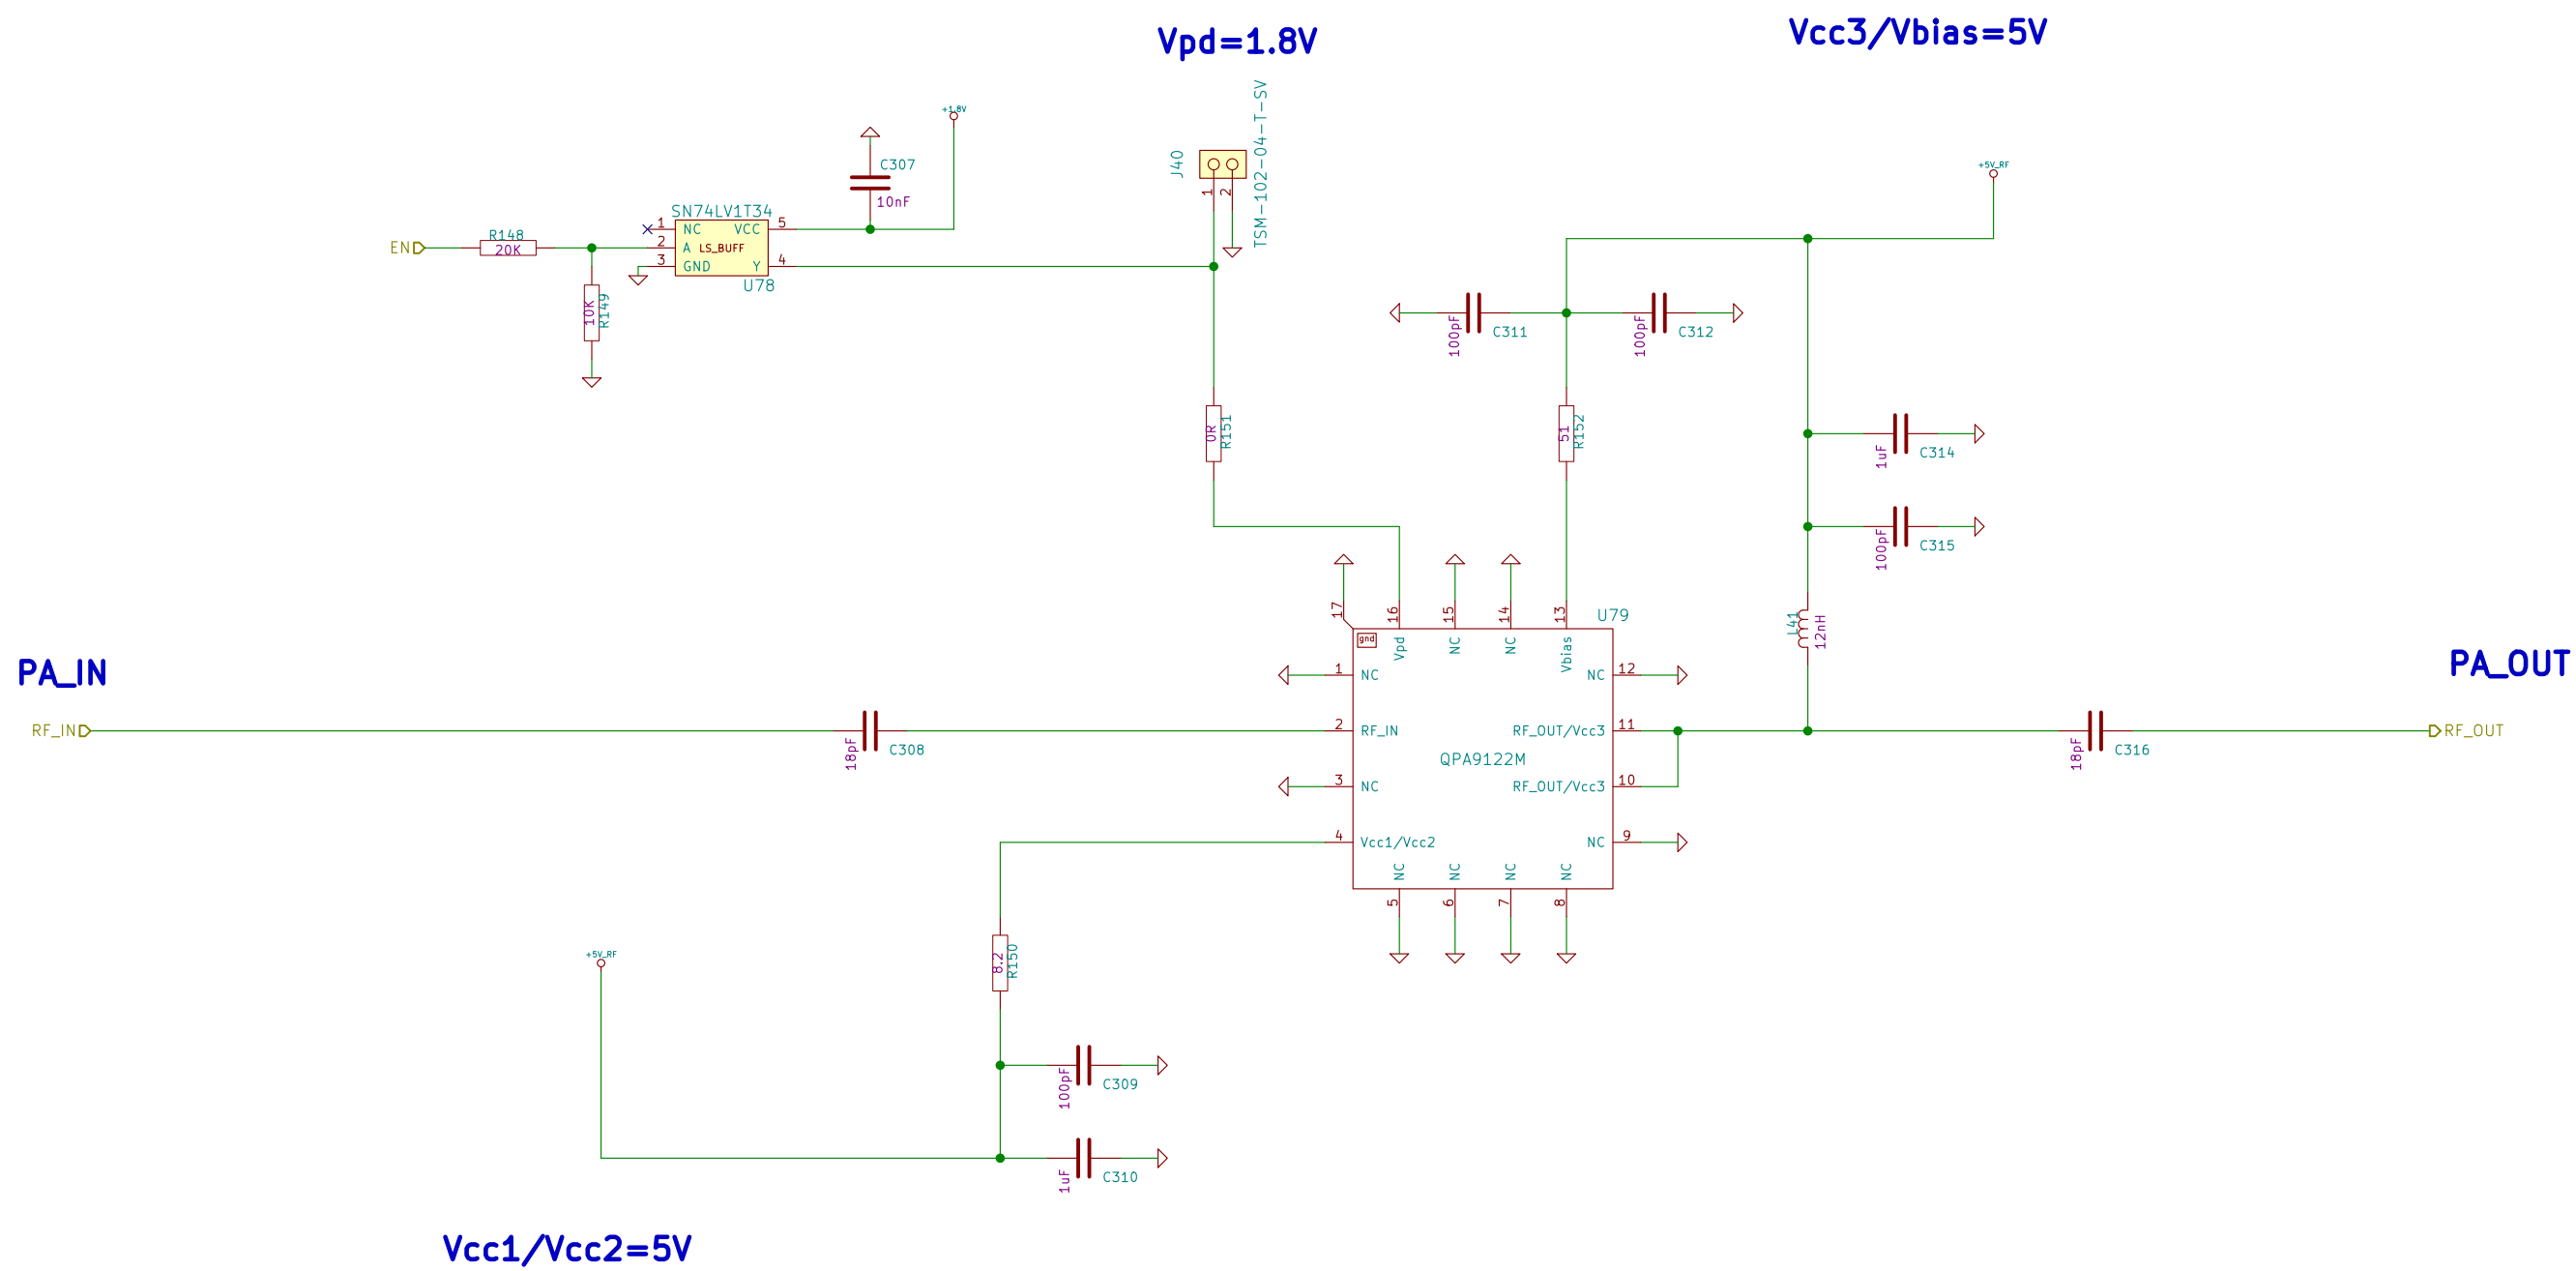 Vpd=1.8V
Vcc3/Vbias=5V
+1.8V
C307
10nF
J40
TSM-102-04-T-SV
1
2
+5V_RF
SN74LV1T34
1
NC
VCC
5
EN
R148
20K
2
A
LS_BUFF
3
GND
Y
4
U78
10K
R149
100pF
C311
100pF
C312
0R
R151
51
R152
1uF
C314
100pF
C315
L41
12nH
17
16
15
14
13
U79
gnd
Vpd
NC
NC
Vbias
PA_IN
PA_OUT
1
NC
NC
12
RF_IN
18pF
C308
2
RF_IN
RF_OUT/Vcc3
11
18pF
C316
RF_OUT
QPA9122M
3
NC
RF_OUT/Vcc3
10
4
Vcc1/Vcc2
NC
9
NC
NC
NC
NC
5
6
7
8
+5V_RF
8.2
R150
100pF
C309
1uF
C310
Vcc1/Vcc2=5V